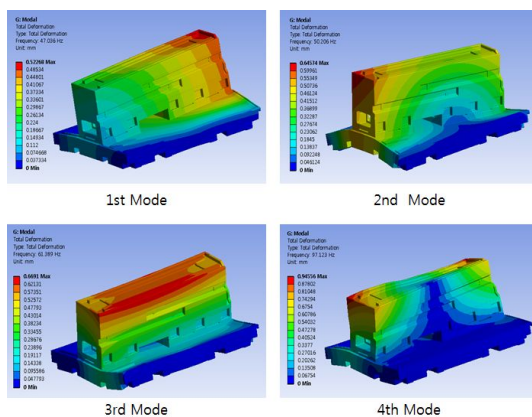 G: Modal
Total Deformation
Type: Total Deformation
Frequency: 47.036 Hz
Unit: mm
0.52268 Max
0.48534
0.44801
0.41067
0.37334
0.33601
0.29867
0.26134
0.224
0.18667
0.14934
0.112
0.074668
0.037334
0 Min
1st Mode
G: Modal
Total Deformation
Type: Total Deformation
Frequency: 50.206 Hz
Unit: mm
0.64574 Max
0.59961
0.55349
0.50736
0.46124
0.41512
0.36899
0.32287
0.27674
0.23062
0.1845
0.13837
0.092248
0.046124
0 Min
2nd Mode
G: Modal
Total Deformation
Type: Total Deformation
Frequency: 61.389 Hz
Unit: mm
0.6691 Max
0.62131
0.57351
0.52572
0.47793
0.43014
0.38234
0.33455
0.28676
0.23896
0.19117
0.14338
0.095586
0.047793
0 Min
3rd Mode
G: Modal
Total Deformation
Type: Total Deformation
Frequency: 97.123 Hz
Unit: mm
0.94556 Max
0.87802
0.81048
0.74294
0.6754
0.60786
0.54032
0.47278
0.40524
0.3377
0.27016
0.20262
0.13508
0.06754
0 Min
4th Mode